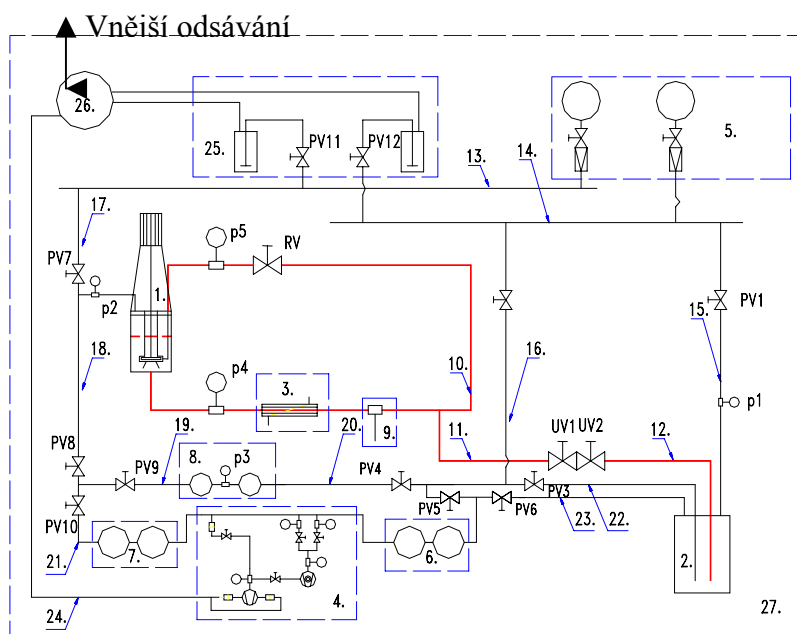 Vnější odsávání
26.
25.
PV11
PV12
5.
13.
14.
17.
p5
RV
PV7
1.
p2
PV1
15.
18.
16.
p4
10.
3.
p1
9.
UV1
UV2
11.
12.
PV8
19.
8.
p3
20.
PV9
PV4
PV3
PV5
PV6
23.
22.
PV10
2.
21.
7.
6.
4.
24.
27.